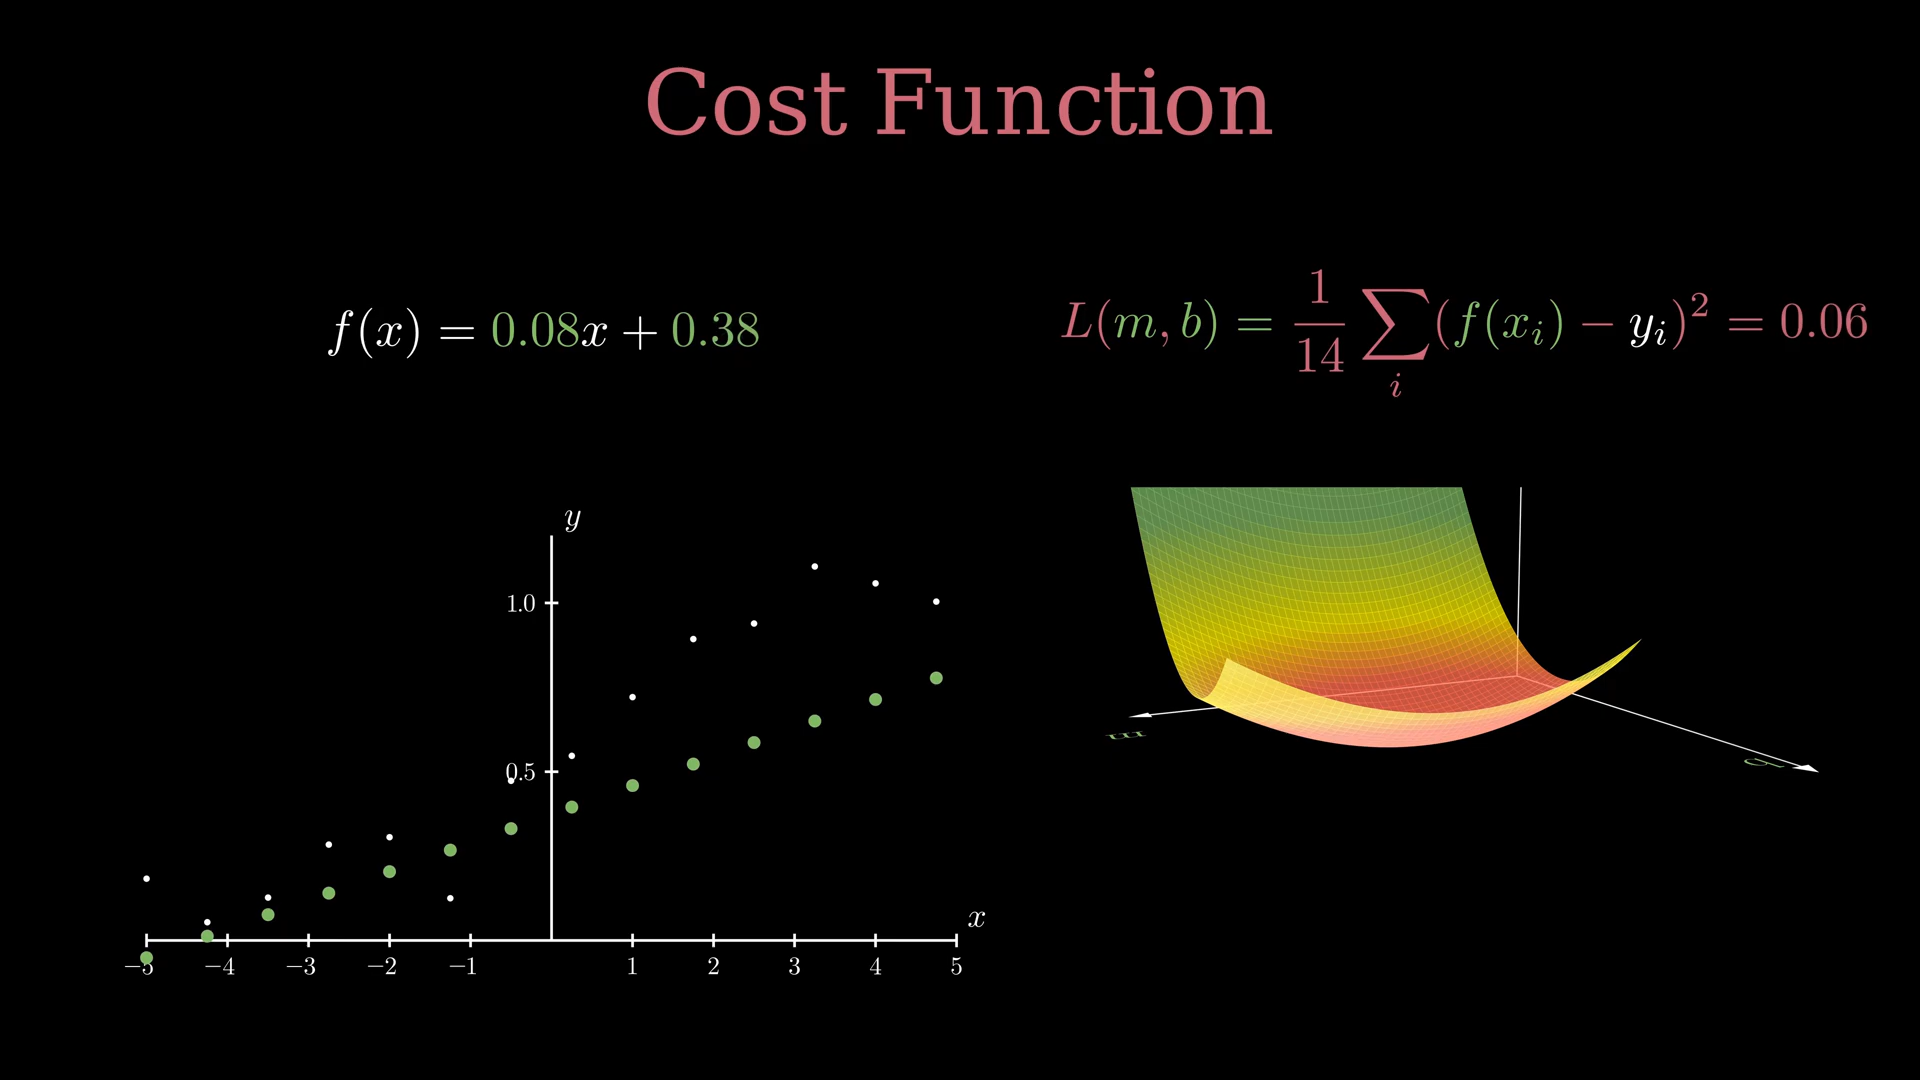 Cost Function
f(x) = 0.08x + 0.38
L(m, b) = 1/14 ∑_i (f(x_i) − y_i)^2 = 0.06
y
1.0
0.5
x
−5 −4 −3 −2 −1 1 2 3 4 5
m
b